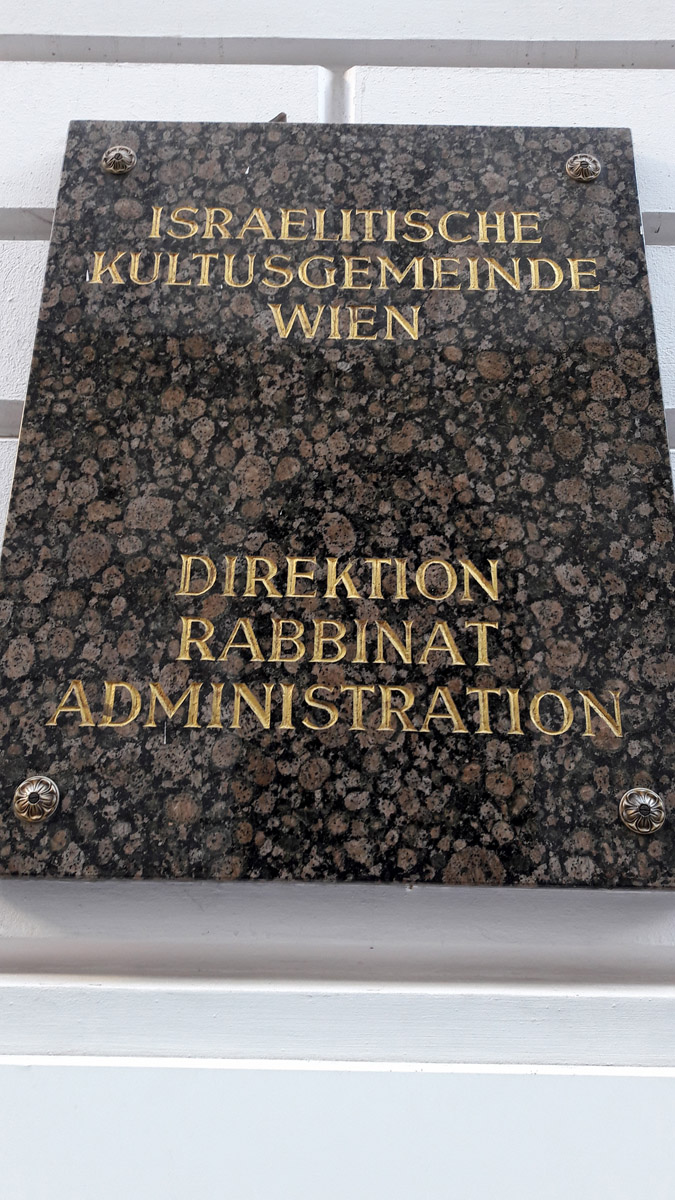 ISRAELITISCHE
KULTUSGEMEINDE
WIEN
DIREKTION
RABBINAT
ADMINISTRATION